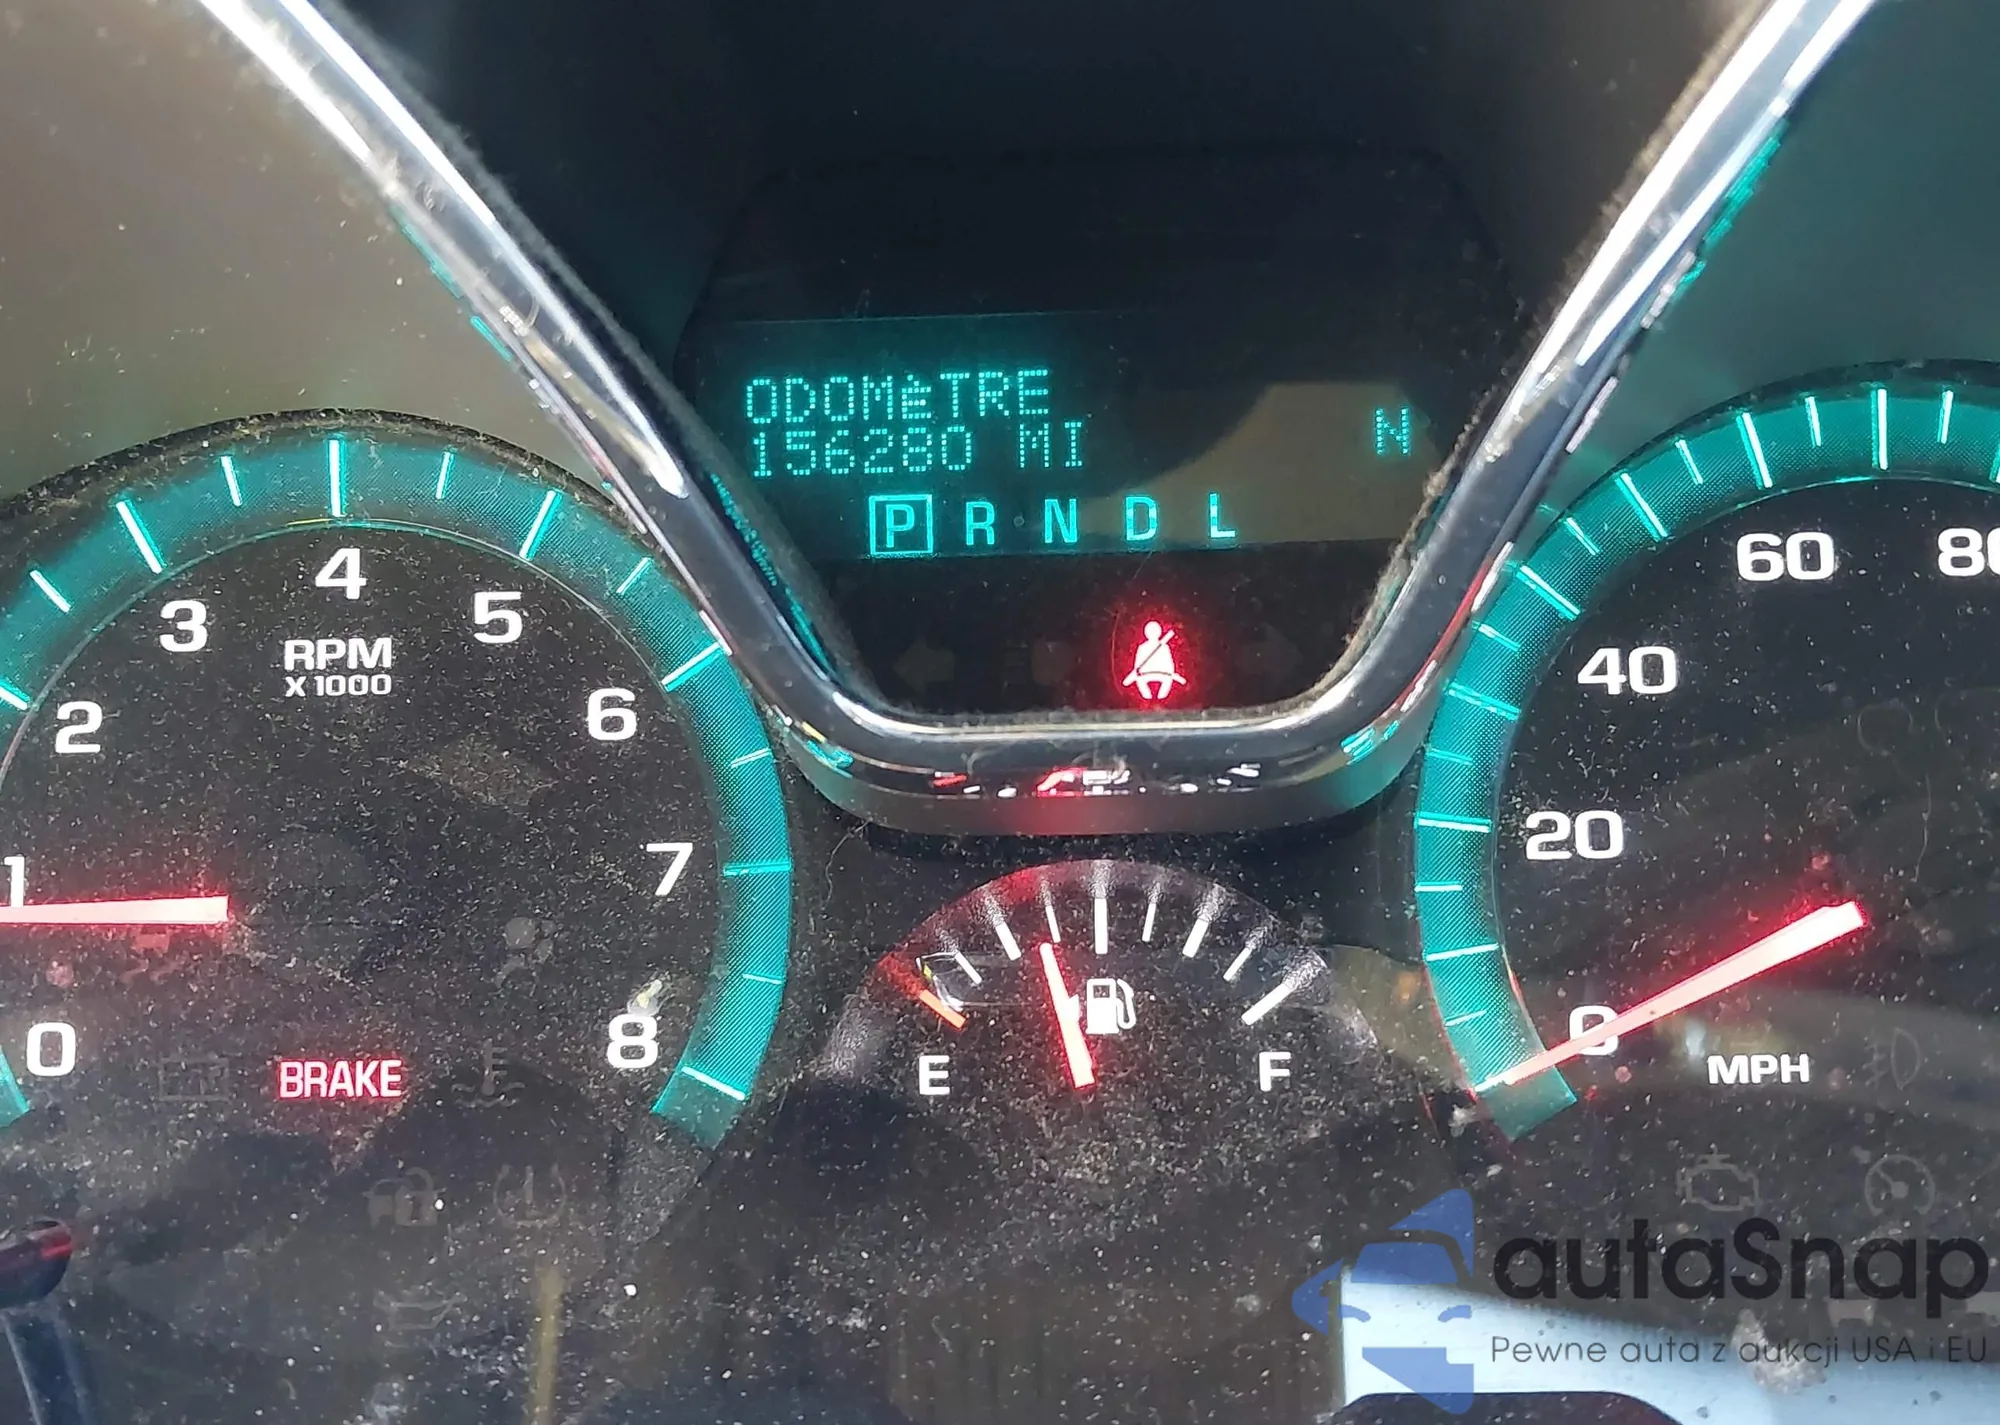 ODOMèTRE
156280 MI
N
P R N D L
4
3
5
RPM
X 1000
2
6
1
7
0
8
BRAKE
E
F
60
80
40
20
0
MPH
autaSnap
Pewne auta z aukcji USA i EU